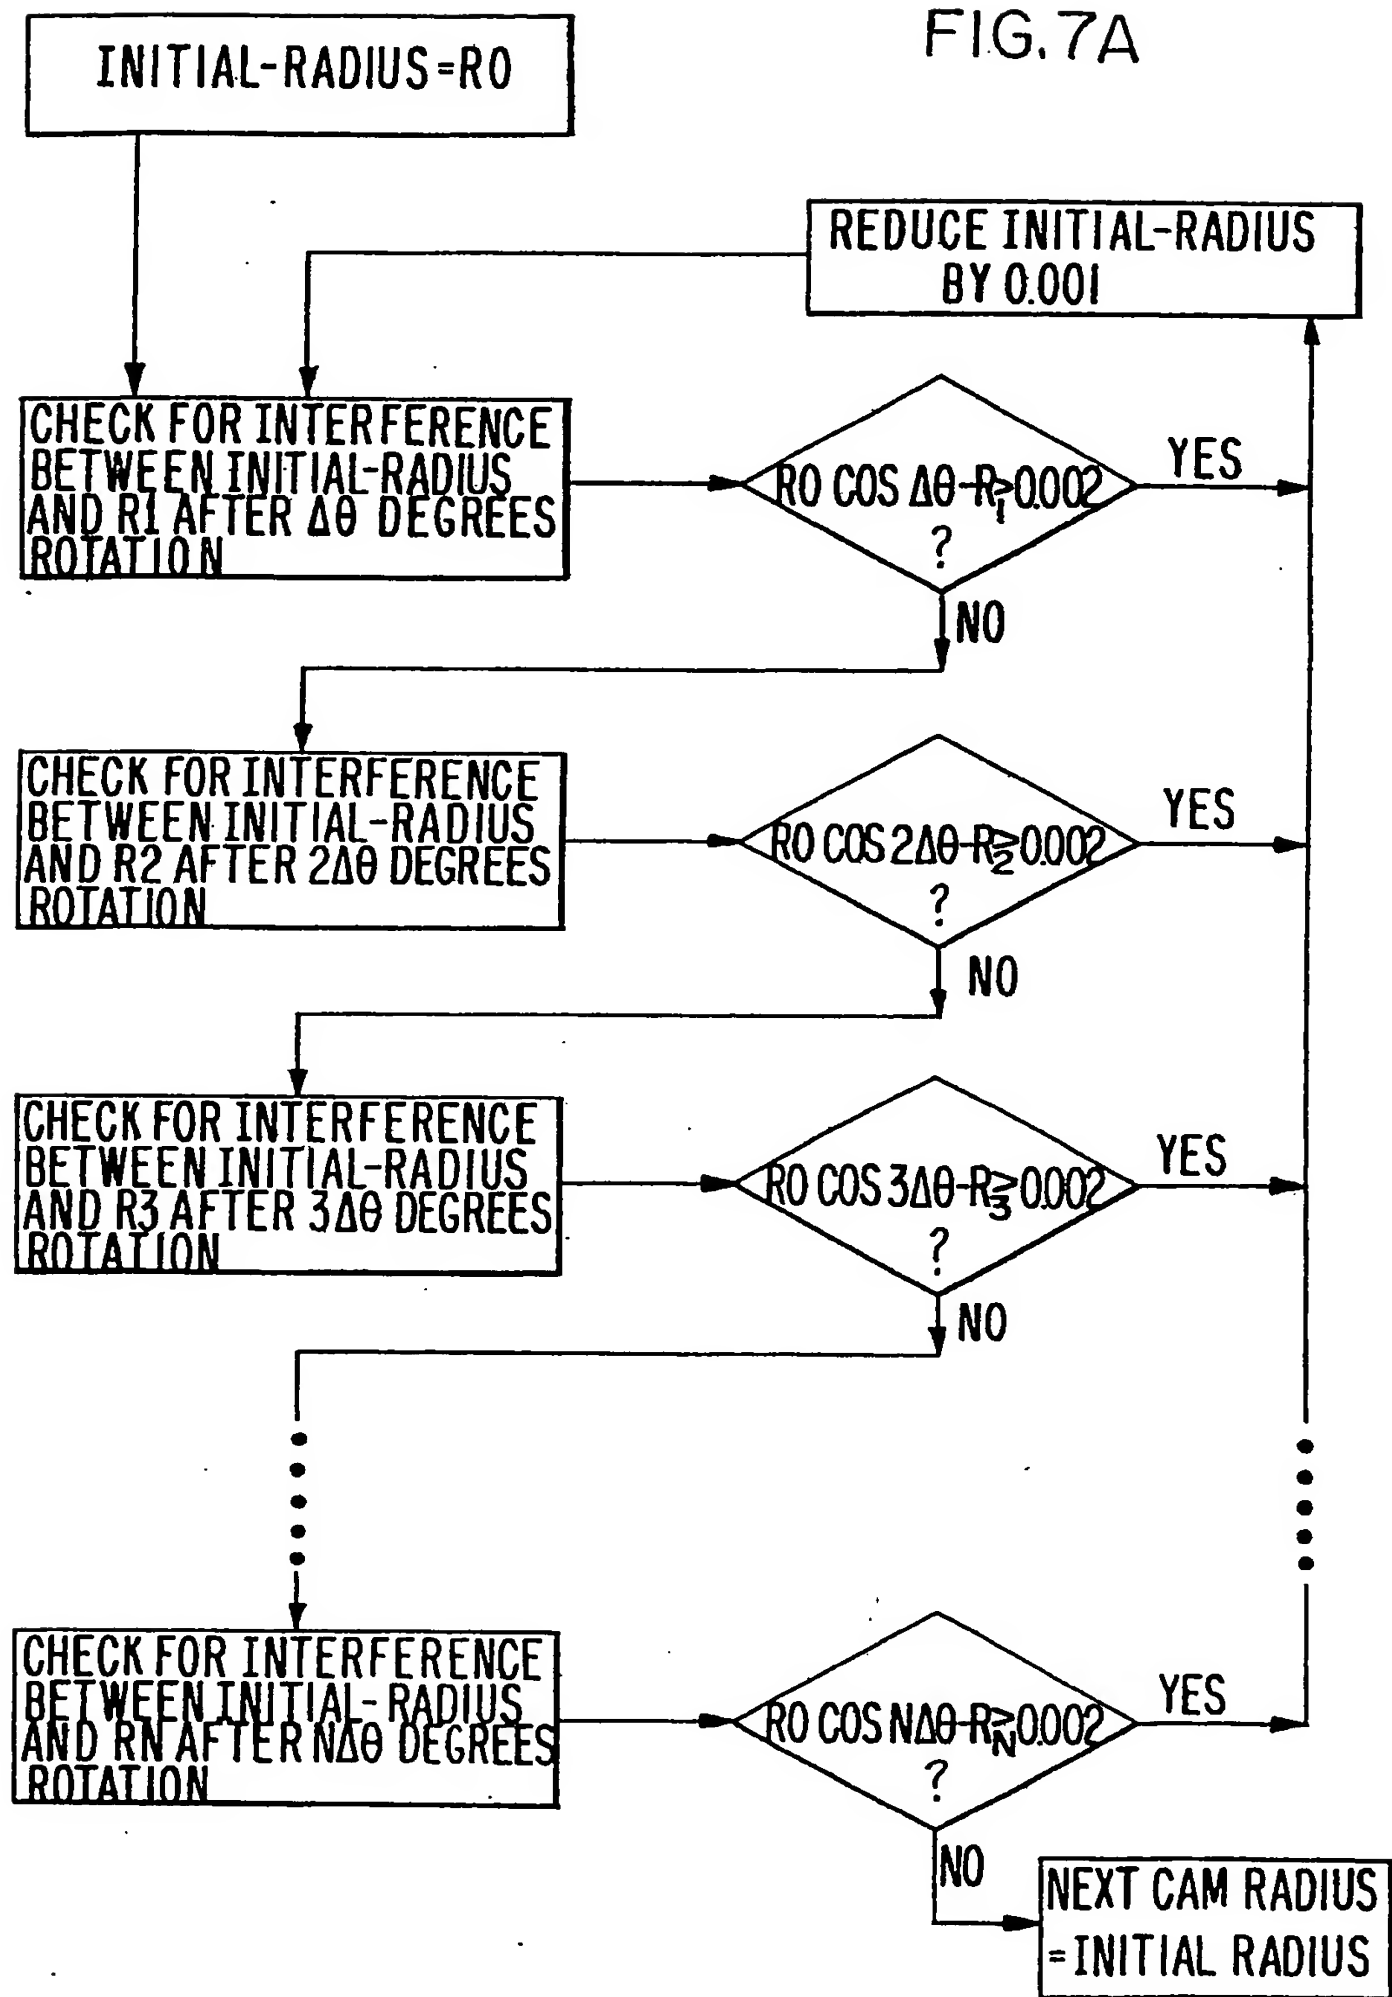 FIG.7A
INITIAL-RADIUS=R0
REDUCE INITIAL-RADIUS
BY 0.001
CHECK FOR INTERFERENCE
BETWEEN INITIAL-RADIUS
AND R1 AFTER Δθ DEGREES
ROTATION
R0 COS Δθ-R₁≥0.002
?
YES
NO
CHECK FOR INTERFERENCE
BETWEEN INITIAL-RADIUS
AND R2 AFTER 2Δθ DEGREES
ROTATION
R0 COS 2Δθ-R₂≥0.002
?
YES
NO
CHECK FOR INTERFERENCE
BETWEEN INITIAL-RADIUS
AND R3 AFTER 3Δθ DEGREES
ROTATION
R0 COS 3Δθ-R₃≥0.002
?
YES
NO
CHECK FOR INTERFERENCE
BETWEEN INITIAL-RADIUS
AND RN AFTER NΔθ DEGREES
ROTATION
R0 COS NΔθ-R_N≥0.002
?
YES
NO
NEXT CAM RADIUS
=INITIAL RADIUS